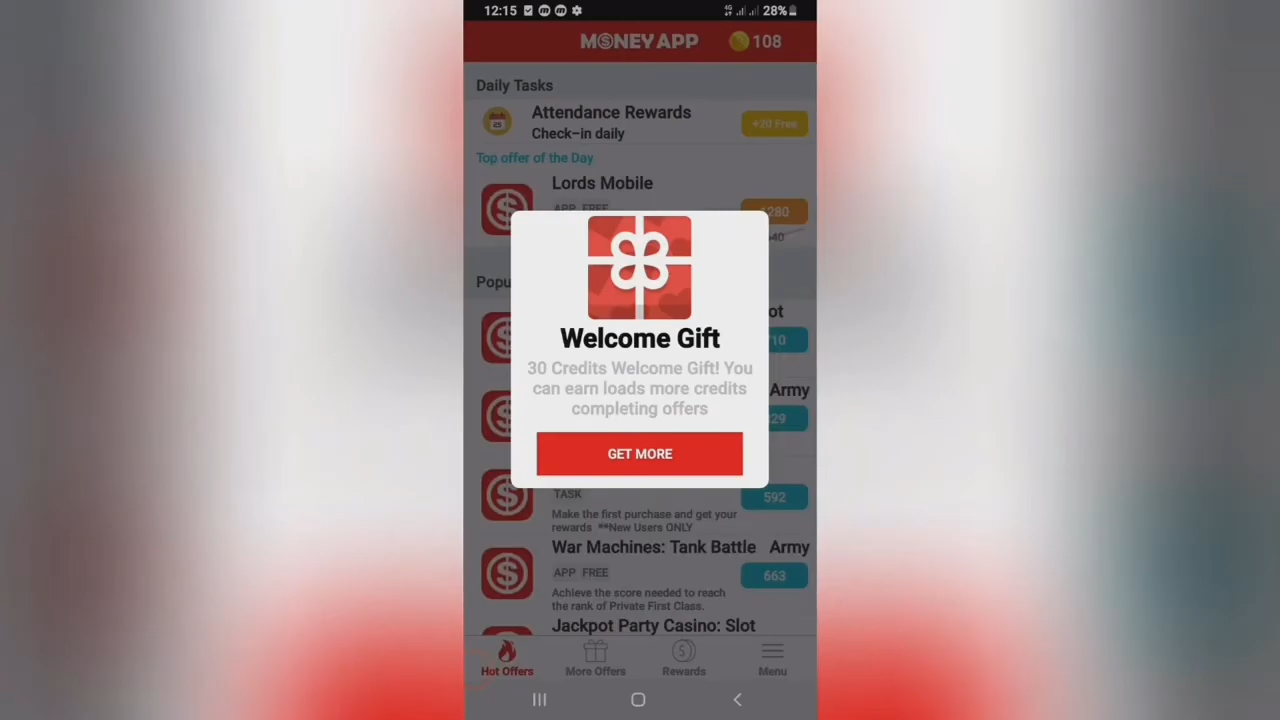 12:15
4G 28%
MONEY APP 108
Daily Tasks
Attendance Rewards
Check-in daily
+20 Free
Top offer of the Day
Lords Mobile
APP FREE
Welcome Gift
30 Credits Welcome Gift! You
can earn loads more credits
completing offers
GET MORE
Army
TASK
592
Make the first purchase and get your
rewards **New Users ONLY
War Machines: Tank Battle Army
APP FREE
663
Achieve the score needed to reach
the rank of Private First Class.
Jackpot Party Casino: Slot
Hot Offers
More Offers
Rewards
Menu